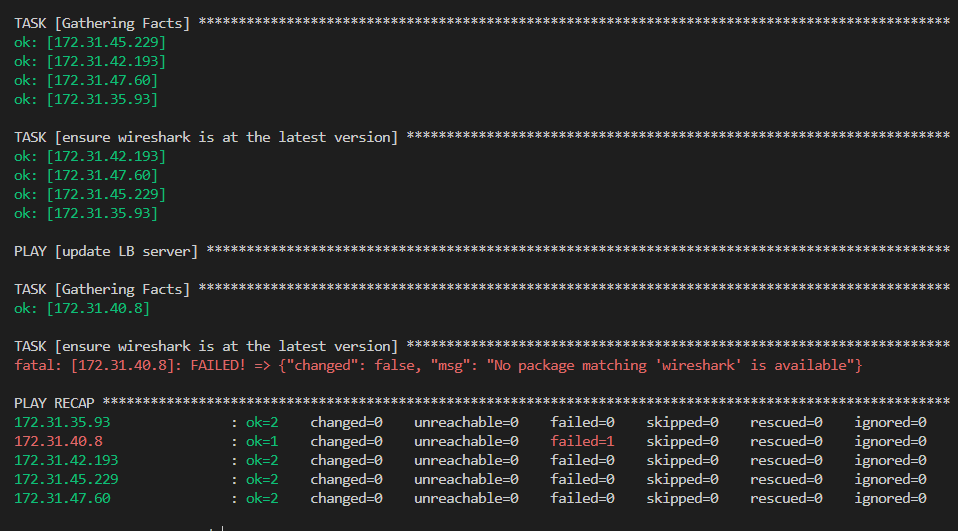 TASK [Gathering Facts] **********************************************************************************************
ok: [172.31.45.229]
ok: [172.31.42.193]
ok: [172.31.47.60]
ok: [172.31.35.93]
TASK [ensure wireshark is at the latest version] ********************************************************************
ok: [172.31.42.193]
ok: [172.31.47.60]
ok: [172.31.45.229]
ok: [172.31.35.93]
PLAY [update LB server] *********************************************************************************************
TASK [Gathering Facts] **********************************************************************************************
ok: [172.31.40.8]
TASK [ensure wireshark is at the latest version] ********************************************************************
fatal: [172.31.40.8]: FAILED! => {"changed": false, "msg": "No package matching 'wireshark' is available"}
PLAY RECAP **********************************************************************************************************
172.31.35.93               : ok=2    changed=0    unreachable=0    failed=0    skipped=0    rescued=0    ignored=0
172.31.40.8                : ok=1    changed=0    unreachable=0    failed=1    skipped=0    rescued=0    ignored=0
172.31.42.193              : ok=2    changed=0    unreachable=0    failed=0    skipped=0    rescued=0    ignored=0
172.31.45.229              : ok=2    changed=0    unreachable=0    failed=0    skipped=0    rescued=0    ignored=0
172.31.47.60               : ok=2    changed=0    unreachable=0    failed=0    skipped=0    rescued=0    ignored=0